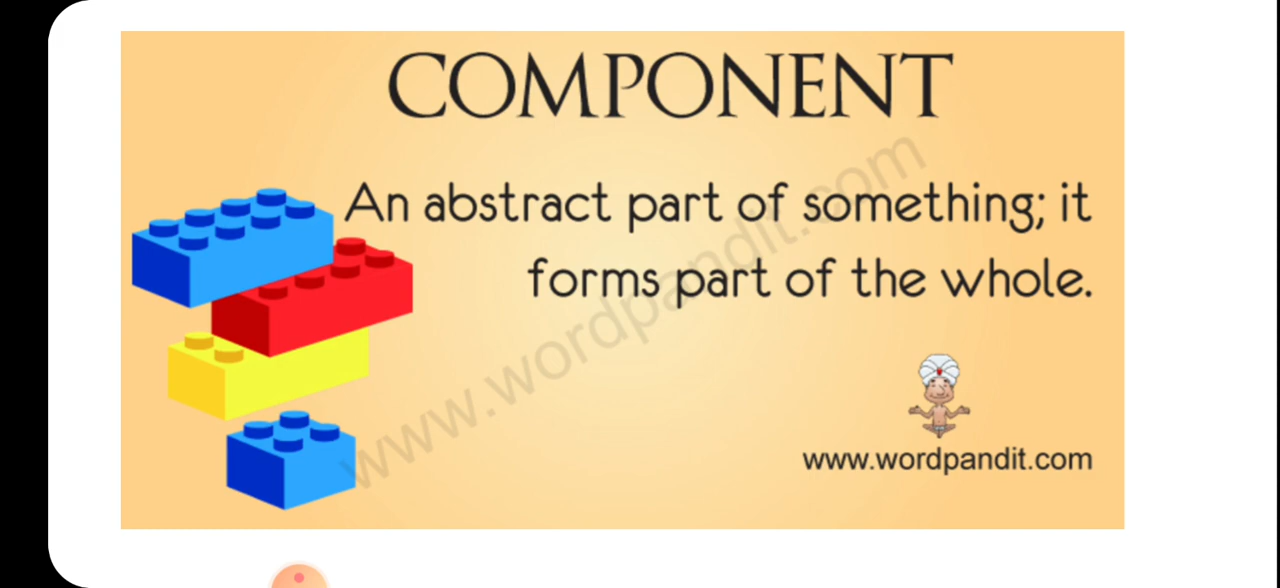 COMPONENT
An abstract part of something; it
forms part of the whole.
www.wordpandit.com
www.wordpandit.com